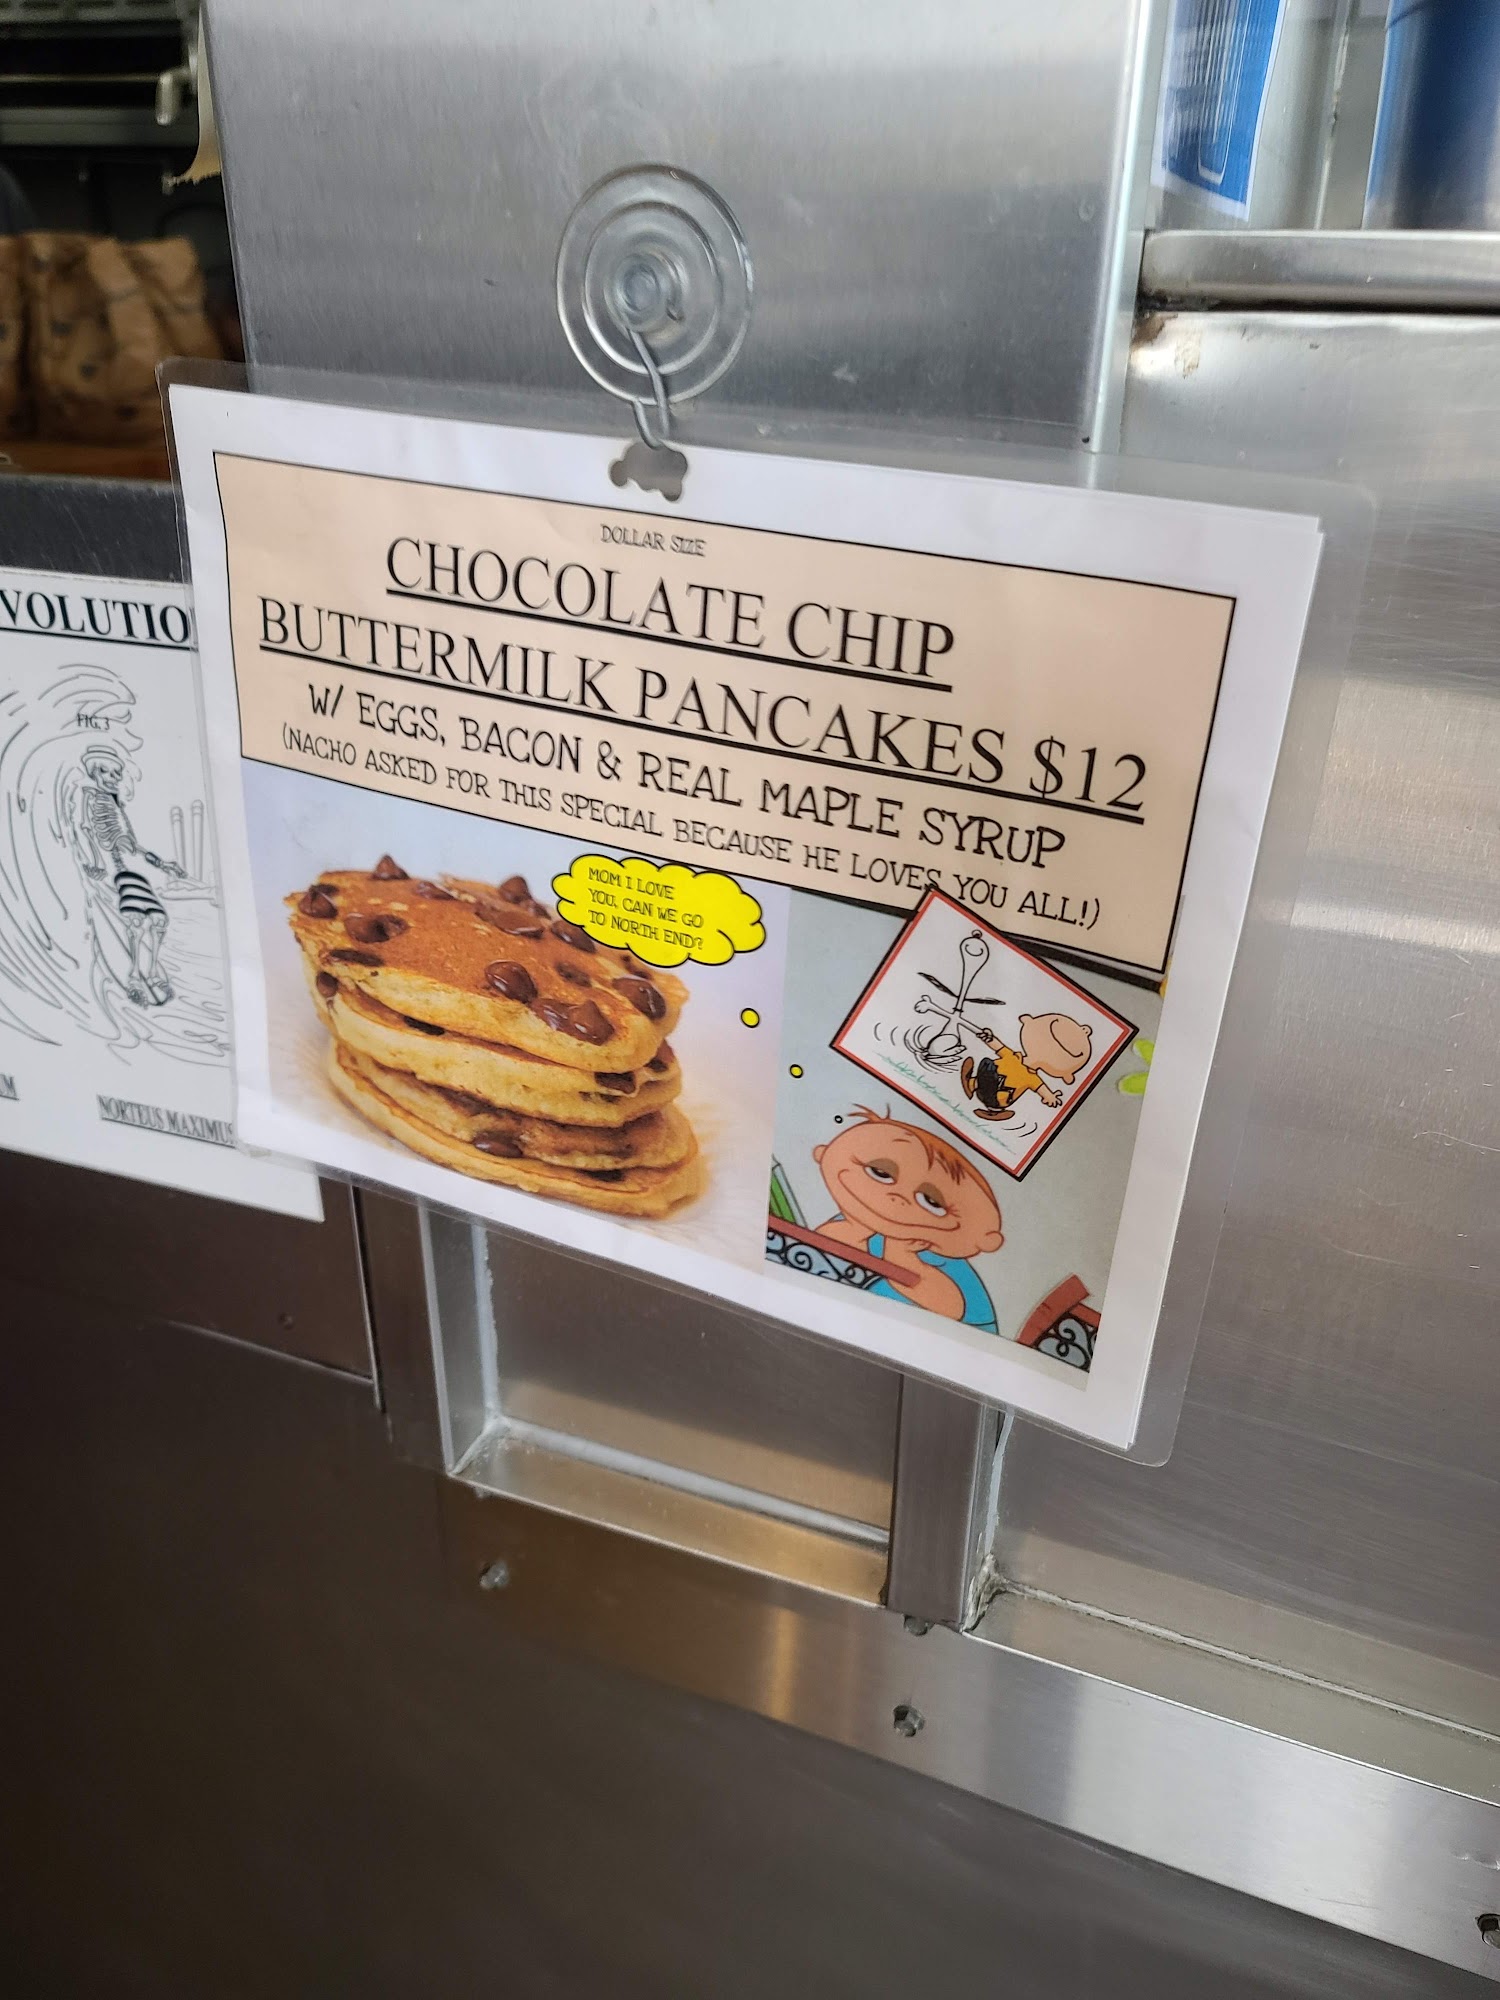 DOLLAR SIZE
CHOCOLATE CHIP
BUTTERMILK PANCAKES $12
W/ EGGS, BACON & REAL MAPLE SYRUP
(NACHO ASKED FOR THIS SPECIAL BECAUSE HE LOVES YOU ALL!)
MOM I LOVE
YOU, CAN WE GO
TO NORTH END?
VOLUTIO
FIG. 3
NORTEUS MAXIMUS